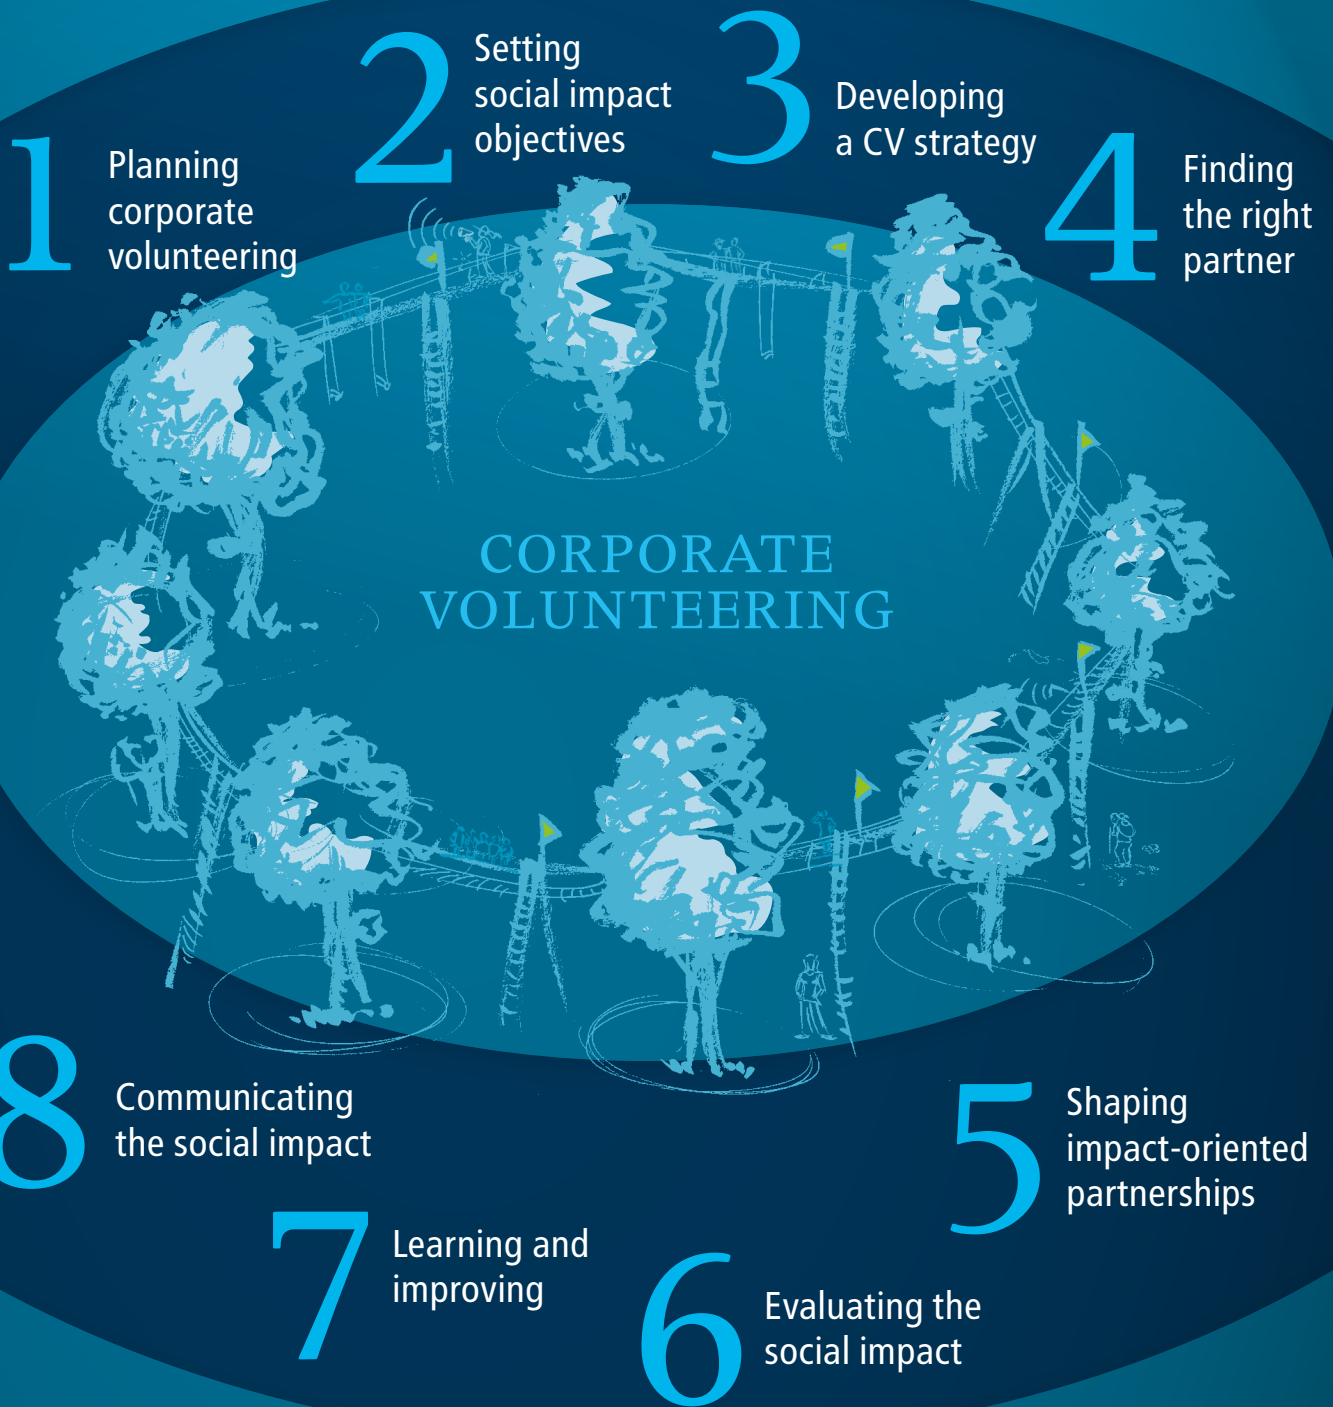 1
Planning
corporate
volunteering
2
Setting
social impact
objectives
3
Developing
a CV strategy
4
Finding
the right
partner
CORPORATE
VOLUNTEERING
5
Shaping
impact-oriented
partnerships
6
Evaluating the
social impact
7
Learning and
improving
8
Communicating
the social impact